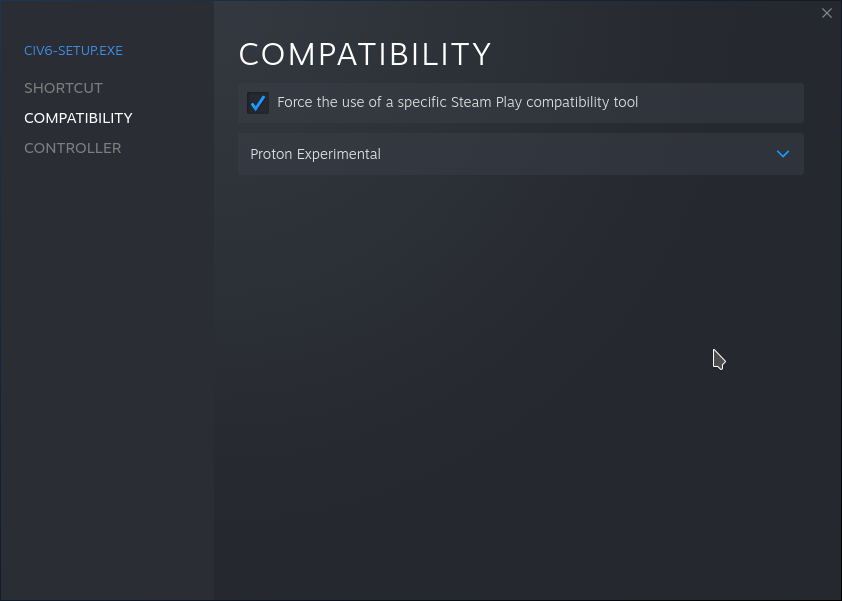 CIV6-SETUP.EXE
SHORTCUT
COMPATIBILITY
CONTROLLER
COMPATIBILITY
Force the use of a specific Steam Play compatibility tool
Proton Experimental